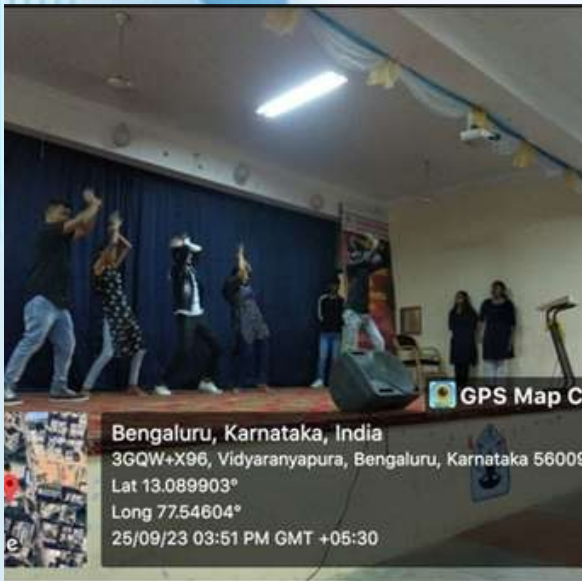 GPS Map C
Bengaluru, Karnataka, India
3GQW+X96, Vidyaranyapura, Bengaluru, Karnataka 56009
Lat 13.089903°
Long 77.54604°
25/09/23 03:51 PM GMT +05:30
e